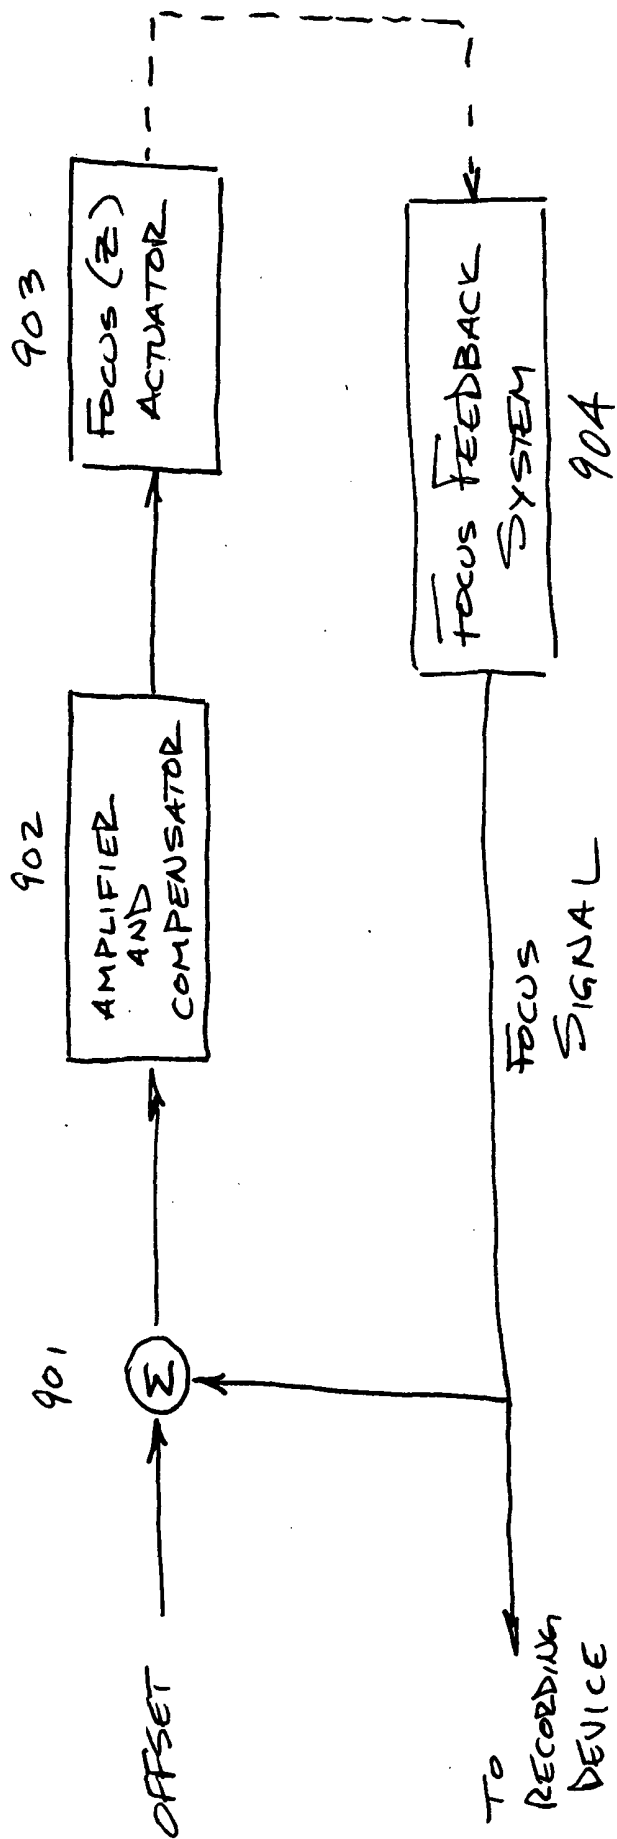 901
902
903
OFFSET
Σ
AMPLIFIER
AND
COMPENSATOR
FOCUS (Z)
ACTUATOR
FOCUS FEEDBACK
SYSTEM
904
FOCUS
SIGNAL
TO
RECORDING
DEVICE